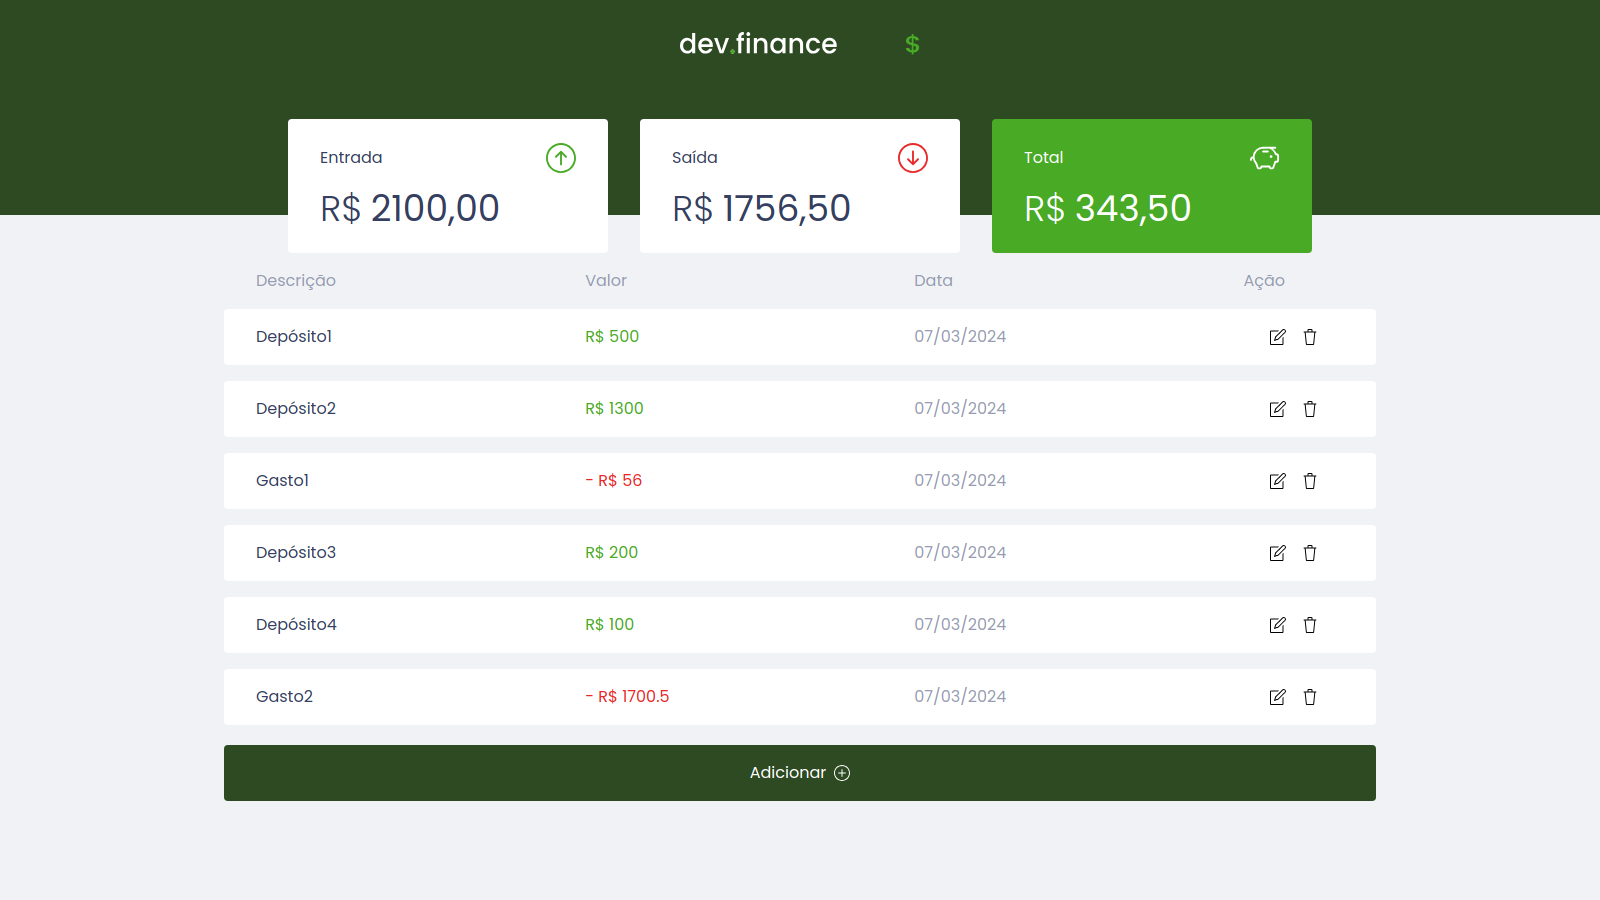 dev.finance $
Entrada
R$ 2100,00
Saída
R$ 1756,50
Total
R$ 343,50
Descrição Valor Data Ação
Depósito1 R$ 500 07/03/2024
Depósito2 R$ 1300 07/03/2024
Gasto1 - R$ 56 07/03/2024
Depósito3 R$ 200 07/03/2024
Depósito4 R$ 100 07/03/2024
Gasto2 - R$ 1700.5 07/03/2024
Adicionar